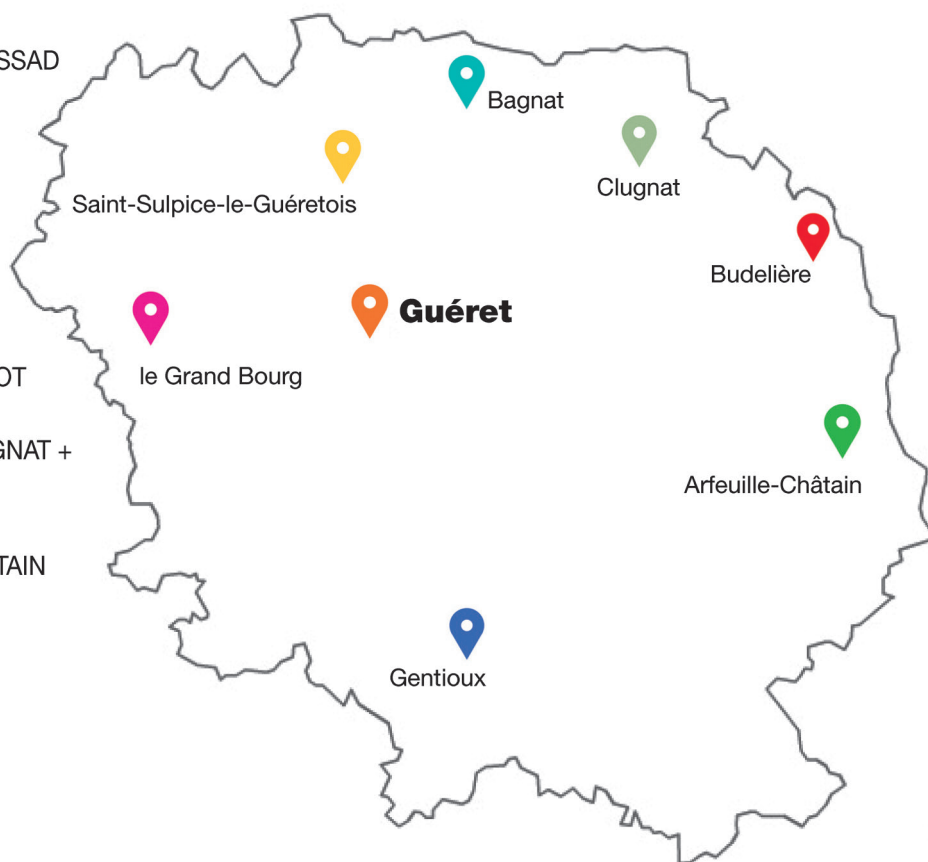 SSAD
Bagnat
Clugnat
Saint-Sulpice-le-Guéretois
Budelière
Guéret
le Grand Bourg
OT
GNAT +
Arfeuille-Châtain
TAIN
Gentioux